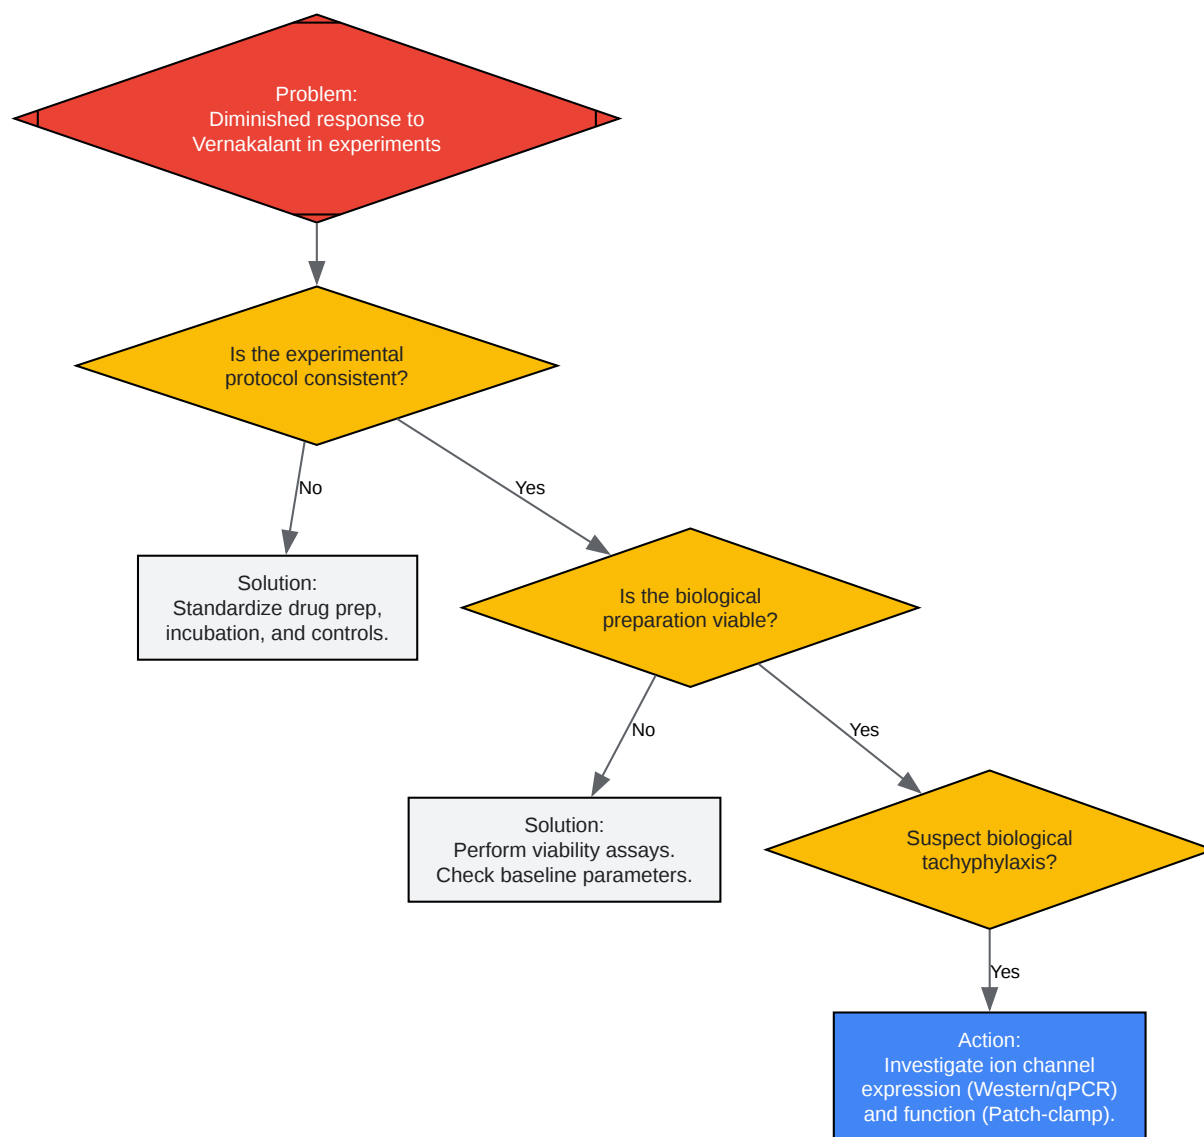 Problem:
Diminished response to
Vernakalant in experiments
Is the experimental
protocol consistent?
No
Yes
Solution:
Standardize drug prep,
incubation, and controls.
Is the biological
preparation viable?
No
Yes
Solution:
Perform viability assays.
Check baseline parameters.
Suspect biological
tachyphylaxis?
Yes
Action:
Investigate ion channel
expression (Western/qPCR)
and function (Patch-clamp).